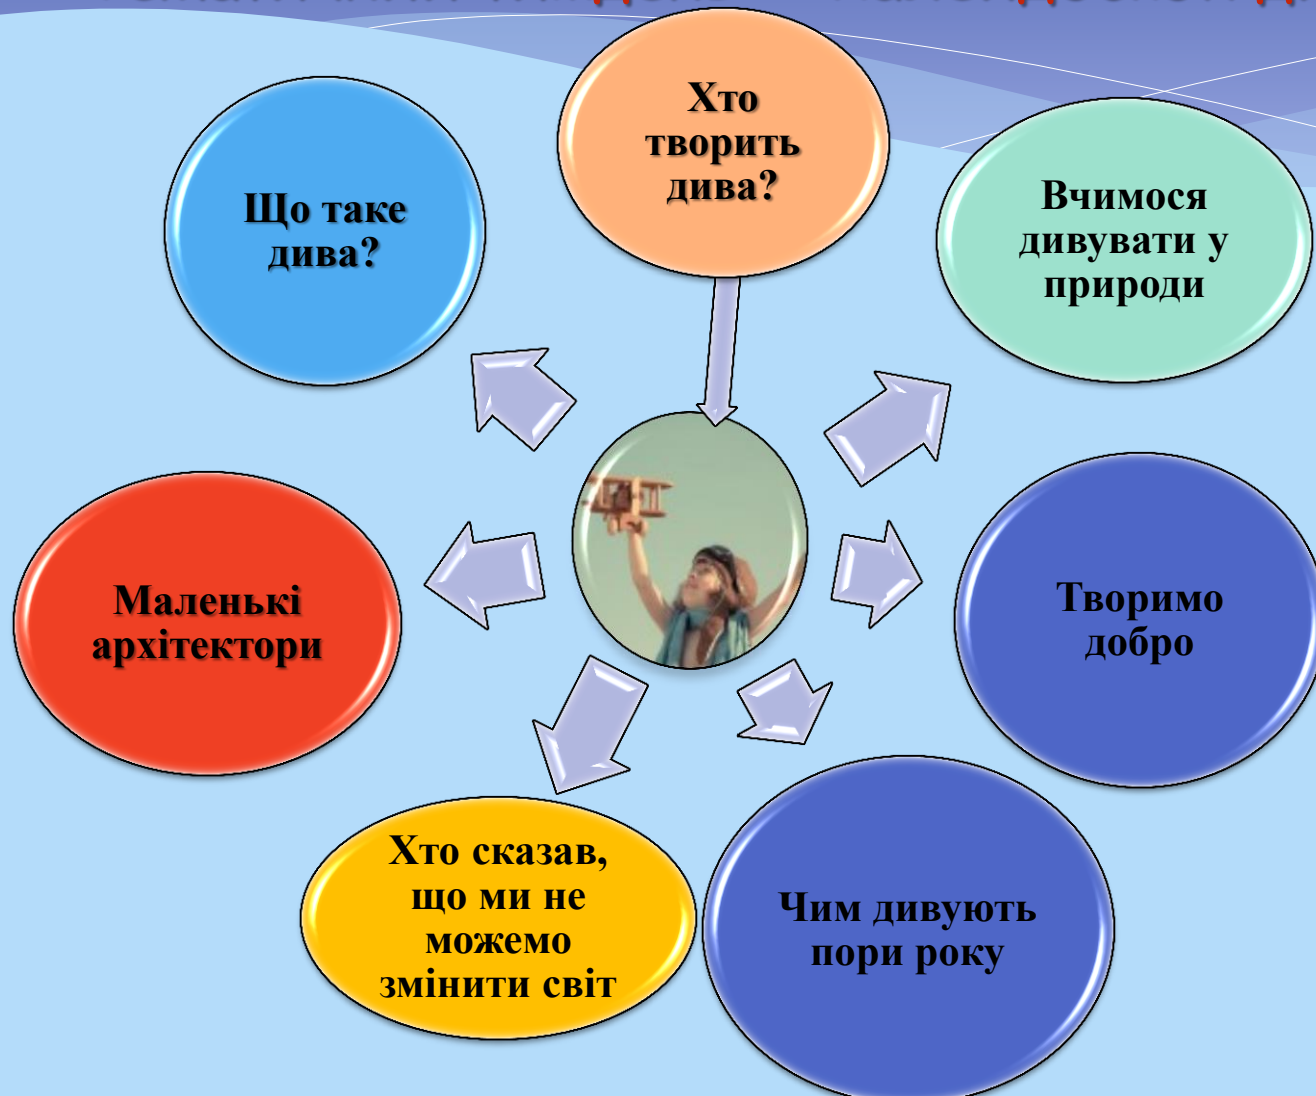 Хто
творить
дива?
Що таке
дива?
Вчимося
дивувати у
природи
Маленькі
архітектори
Творимо
добро
Хто сказав,
що ми не
можемо
змінити світ
Чим дивують
пори року